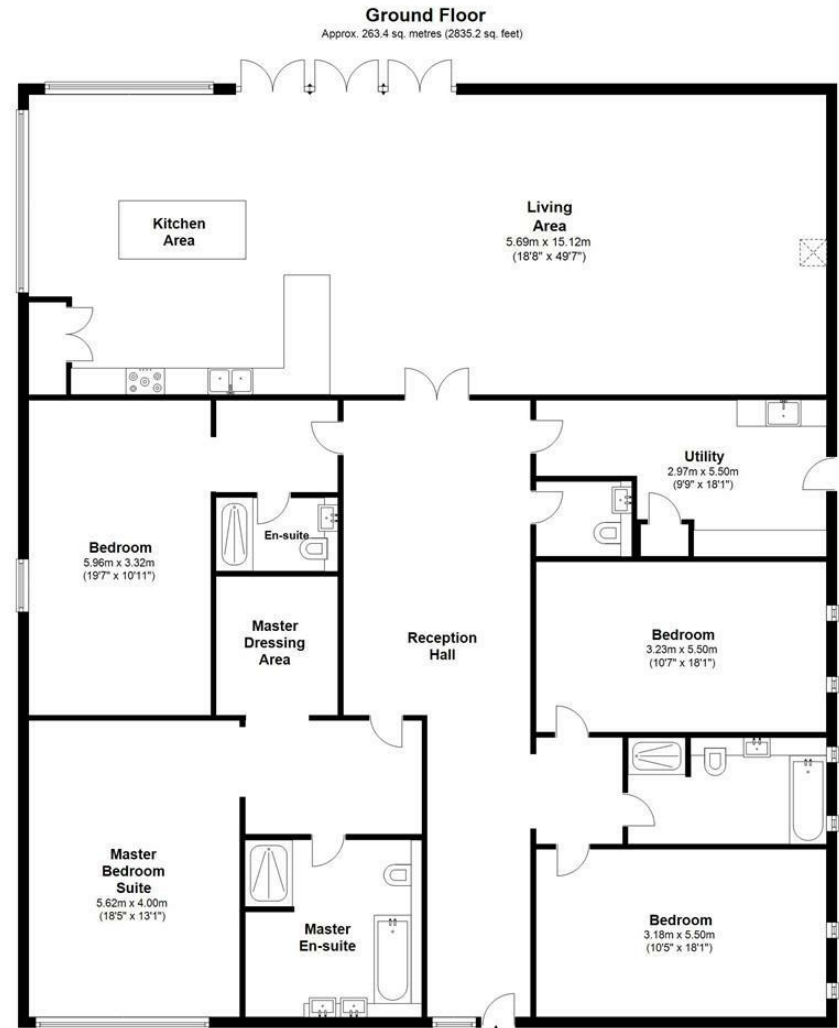 Ground Floor
Approx. 263.4 sq. metres (2835.2 sq. feet)
Kitchen
Area
Living
Area
5.69m x 15.12m
(18'8" x 49'7")
Utility
2.97m x 5.50m
(9'9" x 18'1")
En-suite
Bedroom
5.96m x 3.32m
(19'7" x 10'11")
Master
Dressing
Area
Reception
Hall
Bedroom
3.23m x 5.50m
(10'7" x 18'1")
Master
Bedroom
Suite
5.62m x 4.00m
(18'5" x 13'1")
Master
En-suite
Bedroom
3.18m x 5.50m
(10'5" x 18'1")